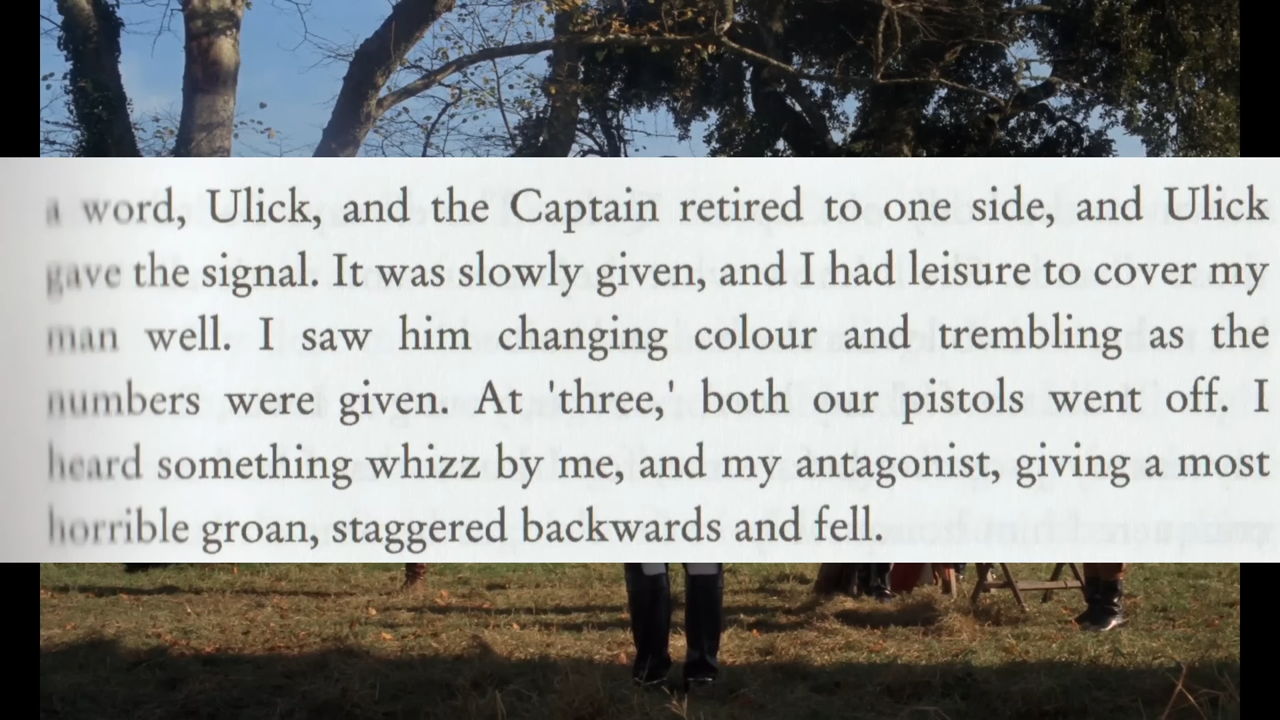 a word, Ulick, and the Captain retired to one side, and Ulick
gave the signal. It was slowly given, and I had leisure to cover my
man well. I saw him changing colour and trembling as the
numbers were given. At 'three,' both our pistols went off. I
heard something whizz by me, and my antagonist, giving a most
horrible groan, staggered backwards and fell.